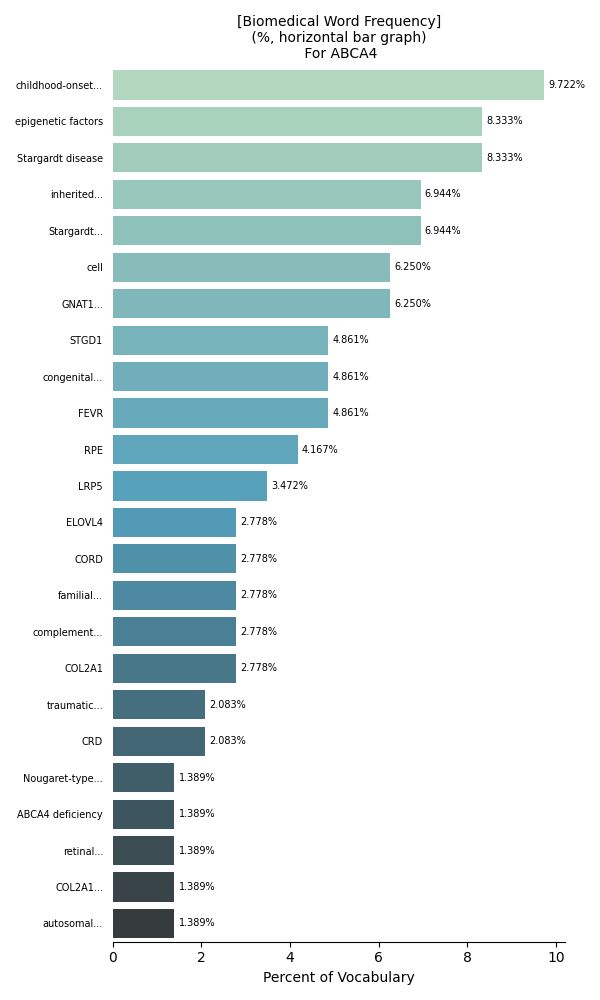 [Biomedical Word Frequency]
(%, horizontal bar graph)
For ABCA4
childhood-onset... 9.722%
epigenetic factors 8.333%
Stargardt disease 8.333%
inherited... 6.944%
Stargardt... 6.944%
cell 6.250%
GNAT1... 6.250%
STGD1 4.861%
congenital... 4.861%
FEVR 4.861%
RPE 4.167%
LRP5 3.472%
ELOVL4 2.778%
CORD 2.778%
familial... 2.778%
complement... 2.778%
COL2A1 2.778%
traumatic... 2.083%
CRD 2.083%
Nougaret-type... 1.389%
ABCA4 deficiency 1.389%
retinal... 1.389%
COL2A1... 1.389%
autosomal... 1.389%
0 2 4 6 8 10
Percent of Vocabulary